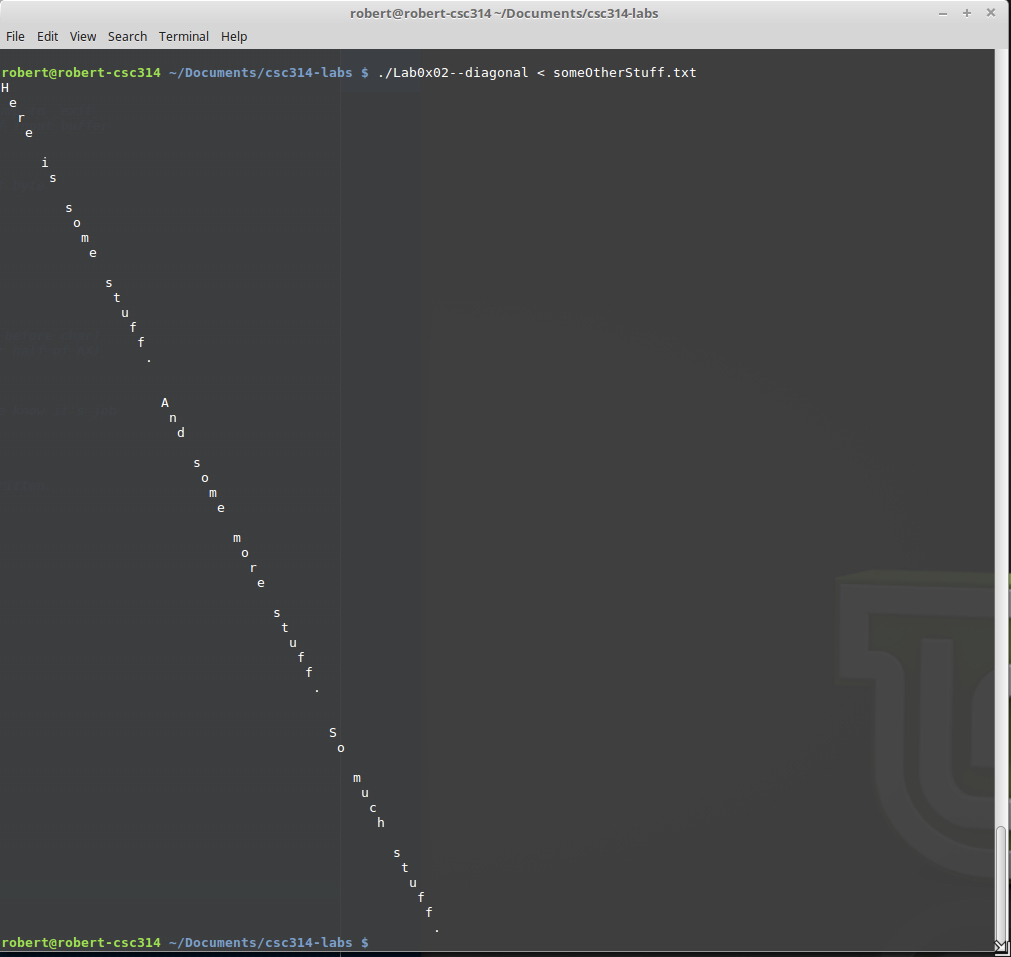 robert@robert-csc314 ~/Documents/csc314-labs
File Edit View Search Terminal Help
robert@robert-csc314 ~/Documents/csc314-labs $ ./Lab0x02--diagonal < someOtherStuff.txt
H
e
r
e
i
s
s
o
m
e
s
t
u
f
f
.
A
n
d
s
o
m
e
m
o
r
e
s
t
u
f
f
.
S
o
m
u
c
h
s
t
u
f
f
.
robert@robert-csc314 ~/Documents/csc314-labs $